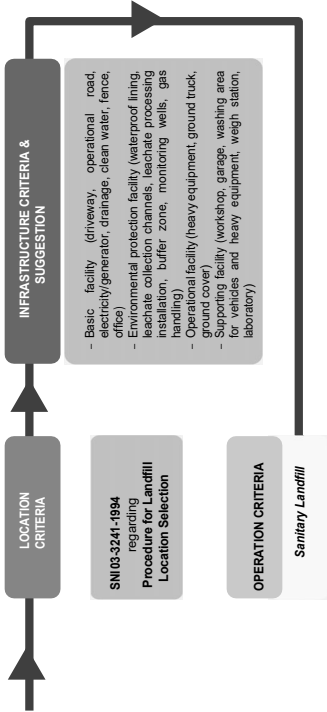 LOCATION
CRITERIA
SNI 03-3241-1994
regarding
Procedure for Landfill
Location Selection
INFRASTRUCTURE CRITERIA &
SUGGESTION
– Basic facility (driveway, operational road,
electricity/generator, drainage, clean water, fence,
office)
– Environmental protection facility (waterproof lining,
leachate collection channels, leachate processing
installation, buffer zone, monitoring wells, gas
handling)
– Operational facility (heavy equipment, ground truck,
ground cover)
– Supporting facility (workshop, garage, washing area
for vehicles and heavy equipment, weigh station,
laboratory)
OPERATION CRITERIA
Sanitary Landfill